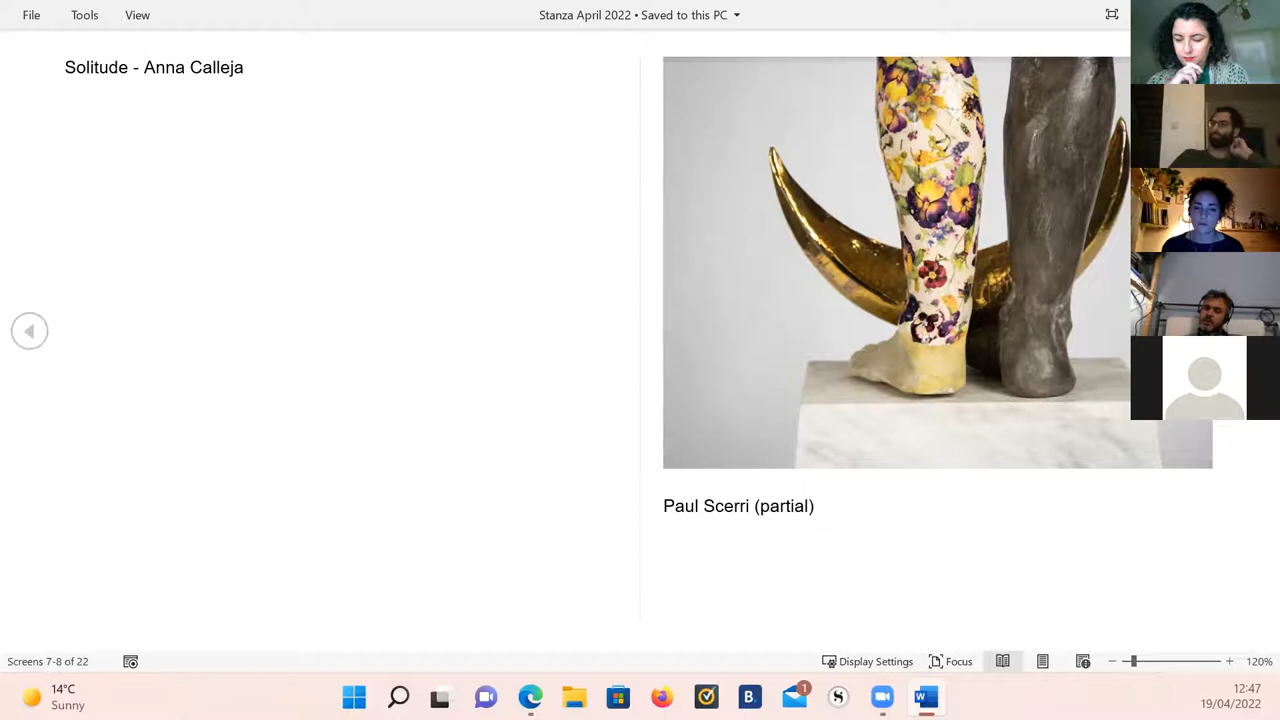 File Tools View Stanza April 2022 • Saved to this PC
Solitude - Anna Calleja
Paul Scerri (partial)
Screens 7-8 of 22 Display Settings Focus 120%
14°C
Sunny
1
B.
S
W
12:47
19/04/2022